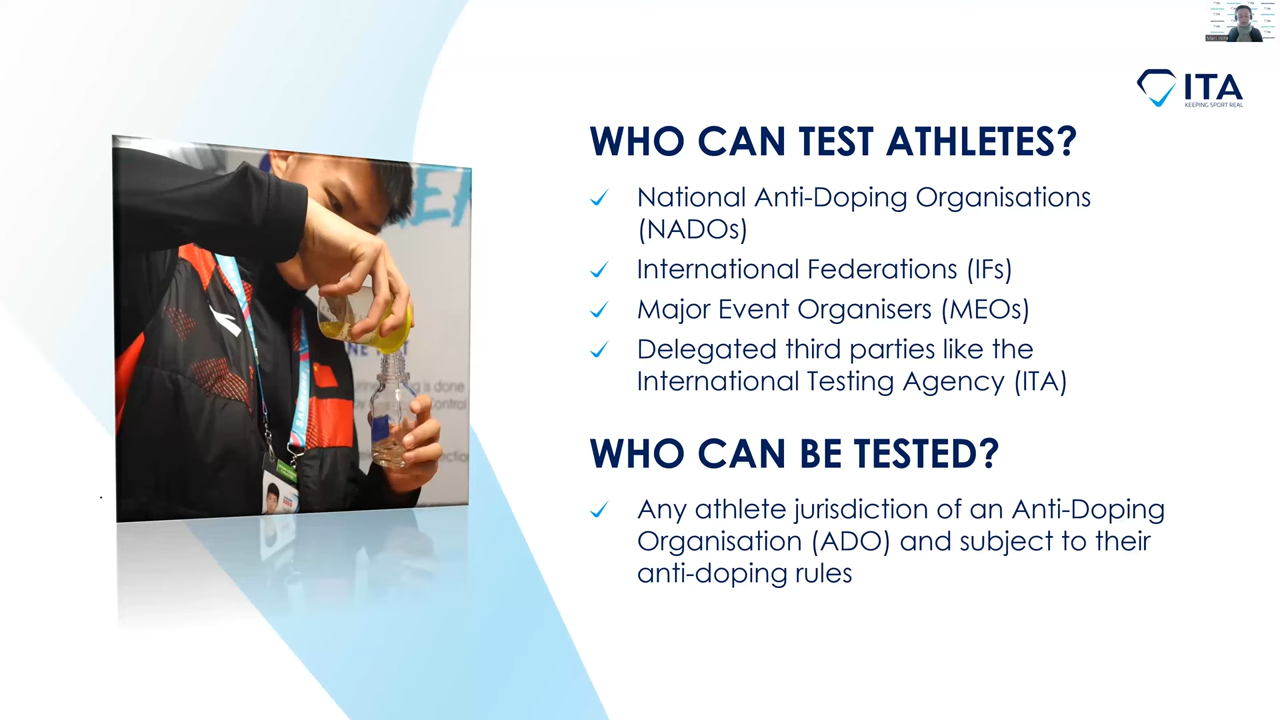 ITA
KEEPING SPORT REAL
WHO CAN TEST ATHLETES?
National Anti-Doping Organisations
(NADOs)
International Federations (IFs)
Major Event Organisers (MEOs)
Delegated third parties like the
International Testing Agency (ITA)
WHO CAN BE TESTED?
Any athlete jurisdiction of an Anti-Doping
Organisation (ADO) and subject to their
anti-doping rules
is done